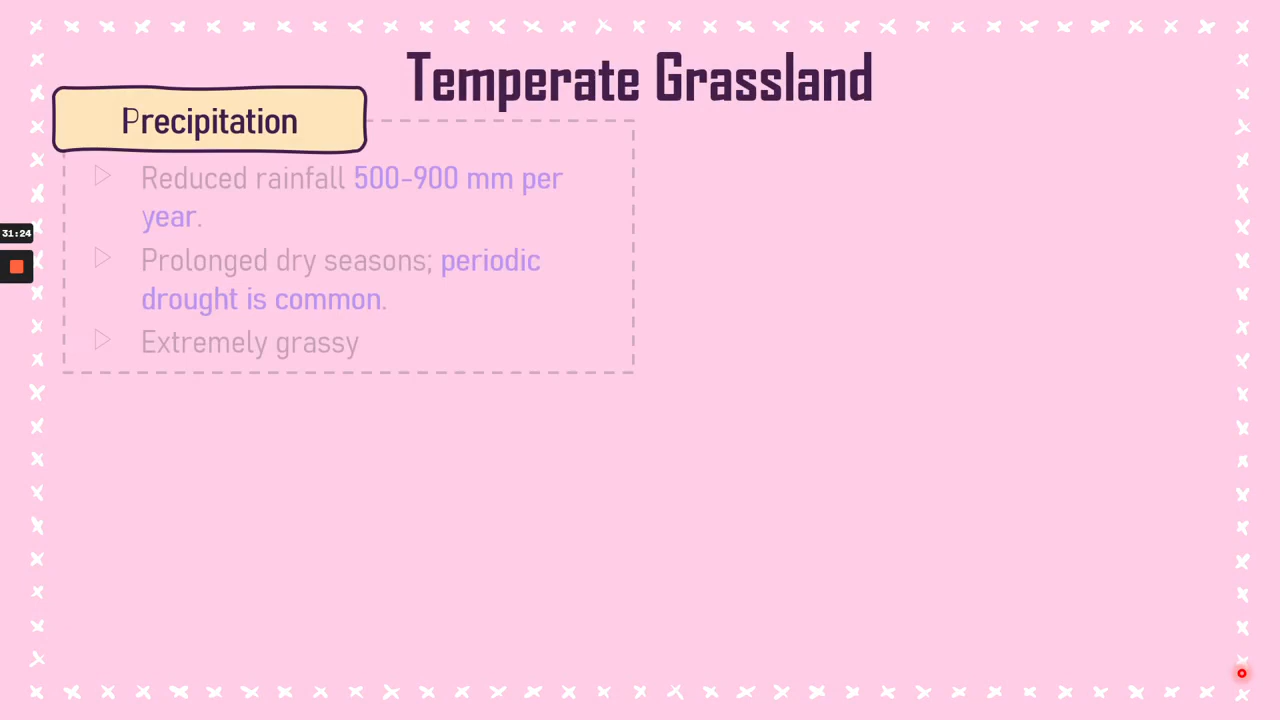 Temperate Grassland
Precipitation
Reduced rainfall 500-900 mm per
year.
Prolonged dry seasons; periodic
drought is common.
Extremely grassy
31:24